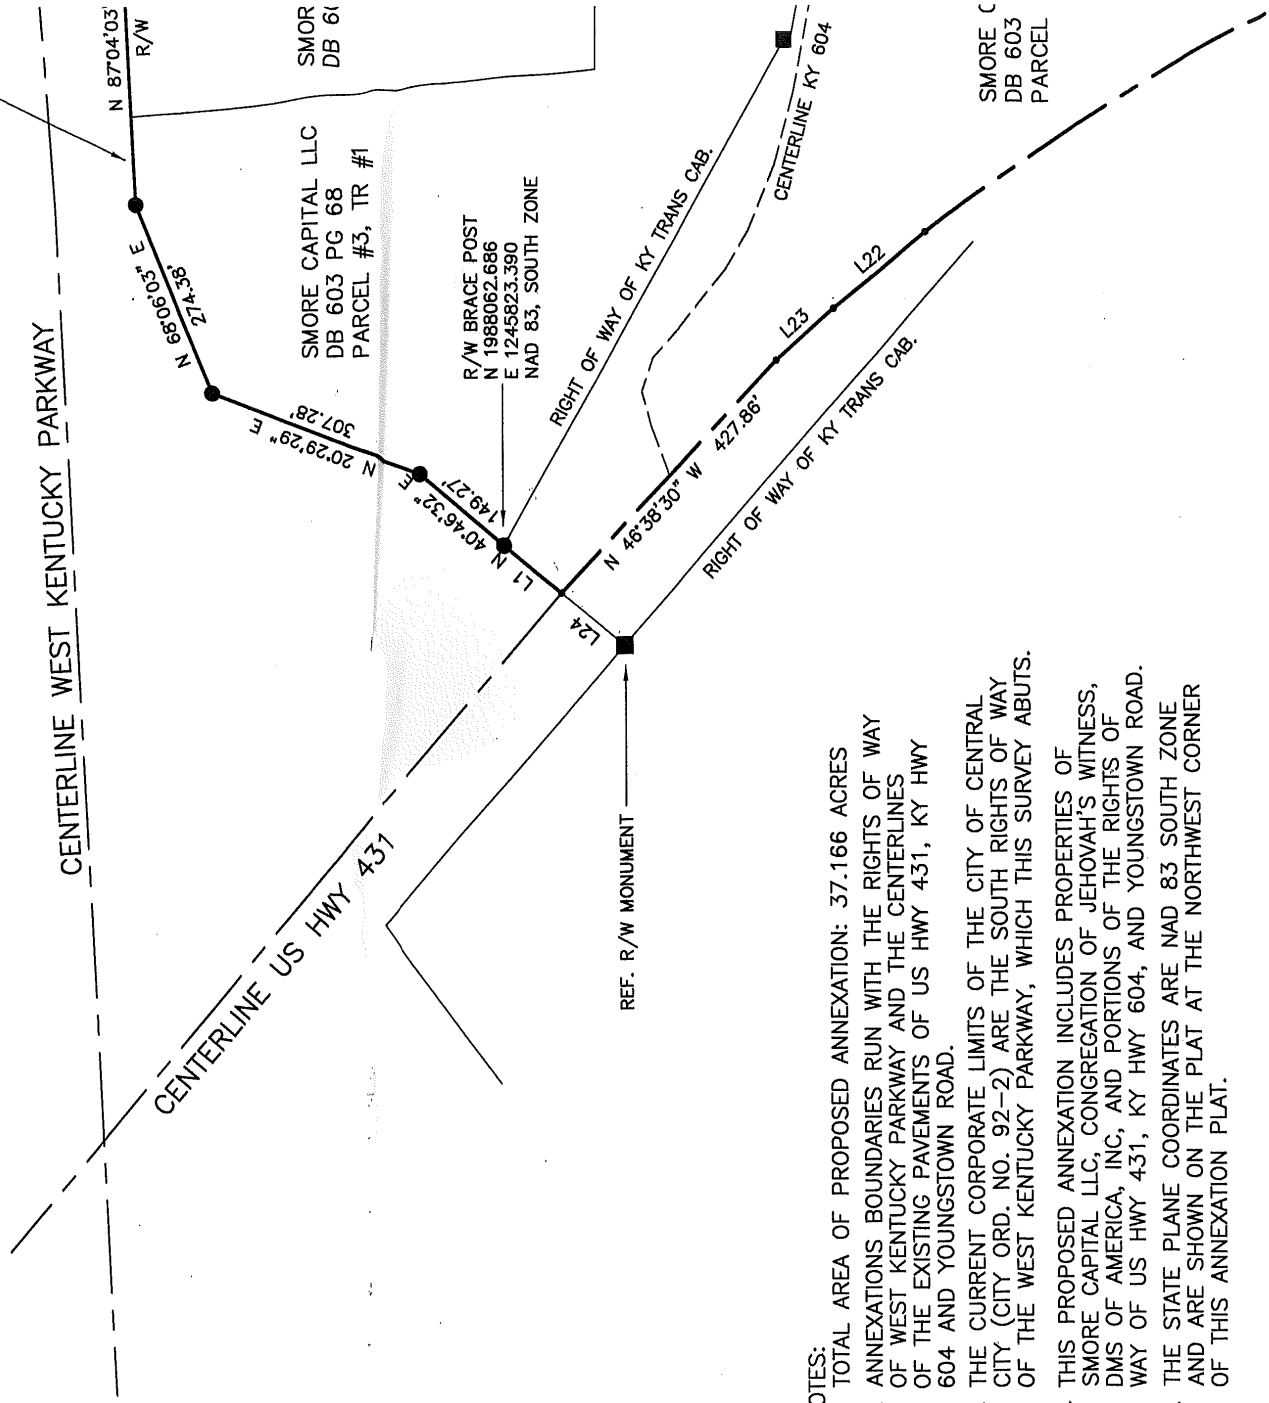 CENTERLINE WEST KENTUCKY PARKWAY
N 87°04'03"
R/W
SMOR
DB 60
N 68°06'03" E
274.38'
SMORE CAPITAL LLC
DB 603 PG 68
PARCEL #3, TR #1
N 20°29'29" E
307.28'
R/W BRACE POST
N 1988062.686
E 1245823.390
NAD 83, SOUTH ZONE
N 40°46'32" E
149.27'
L1
L24
RIGHT OF WAY OF KY TRANS CAB.
CENTERLINE KY 604
SMORE C
DB 603
PARCEL
L22
L23
N 46°38'30" W 427.86'
RIGHT OF WAY OF KY TRANS CAB.
CENTERLINE US HWY 431
REF. R/W MONUMENT
OTES:
TOTAL AREA OF PROPOSED ANNEXATION: 37.166 ACRES
ANNEXATIONS BOUNDARIES RUN WITH THE RIGHTS OF WAY
OF WEST KENTUCKY PARKWAY AND THE CENTERLINES
OF THE EXISTING PAVEMENTS OF US HWY 431, KY HWY
604 AND YOUNGSTOWN ROAD.
THE CURRENT CORPORATE LIMITS OF THE CITY OF CENTRAL
CITY (CITY ORD. NO. 92-2) ARE THE SOUTH RIGHTS OF WAY
OF THE WEST KENTUCKY PARKWAY, WHICH THIS SURVEY ABUTS.
THIS PROPOSED ANNEXATION INCLUDES PROPERTIES OF
SMORE CAPITAL LLC, CONGREGATION OF JEHOVAH'S WITNESS,
DMS OF AMERICA, INC, AND PORTIONS OF THE RIGHTS OF
WAY OF US HWY 431, KY HWY 604, AND YOUNGSTOWN ROAD.
THE STATE PLANE COORDINATES ARE NAD 83 SOUTH ZONE
AND ARE SHOWN ON THE PLAT AT THE NORTHWEST CORNER
OF THIS ANNEXATION PLAT.